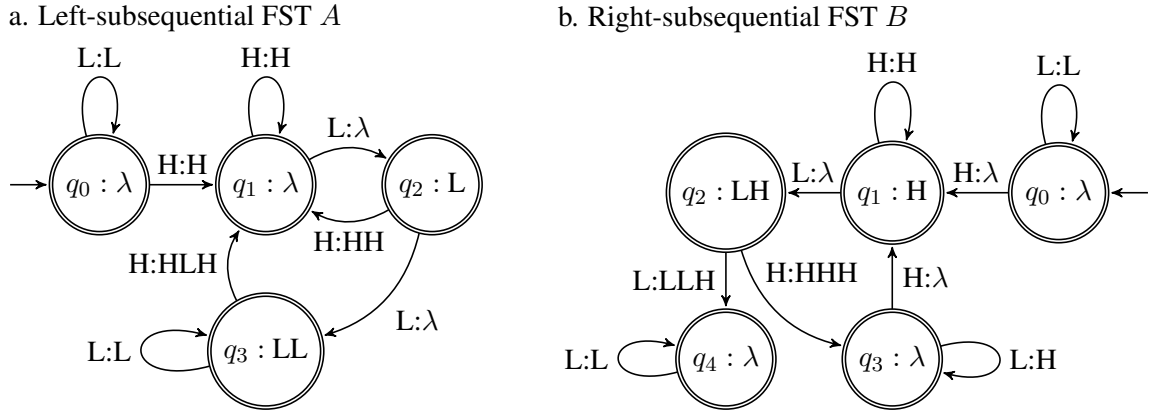 a. Left-subsequential FST A
b. Right-subsequential FST B
L:L
H:H
q₀ : λ
H:H
q₁ : λ
L:λ
q₂ : L
H:HH
H:HLH
L:λ
L:L
q₃ : LL
H:H
L:L
q₂ : LH
L:λ
q₁ : H
H:λ
q₀ : λ
L:LLH
H:HHH
H:λ
L:L
q₄ : λ
q₃ : λ
L:H